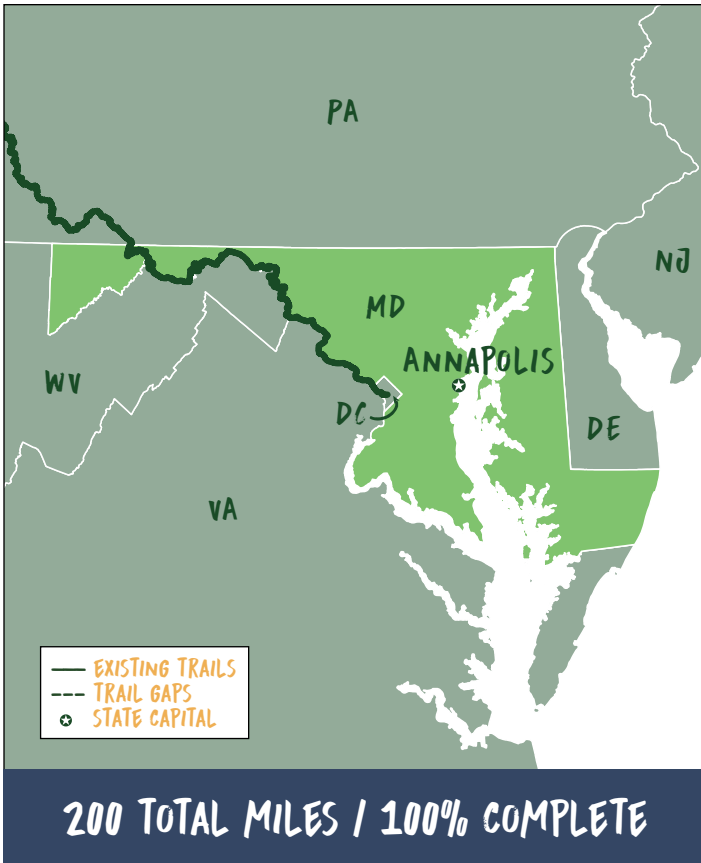 PA
NJ
MD
ANNAPOLIS
WV
DC
DE
VA
EXISTING TRAILS
TRAIL GAPS
STATE CAPITAL
200 TOTAL MILES / 100% COMPLETE